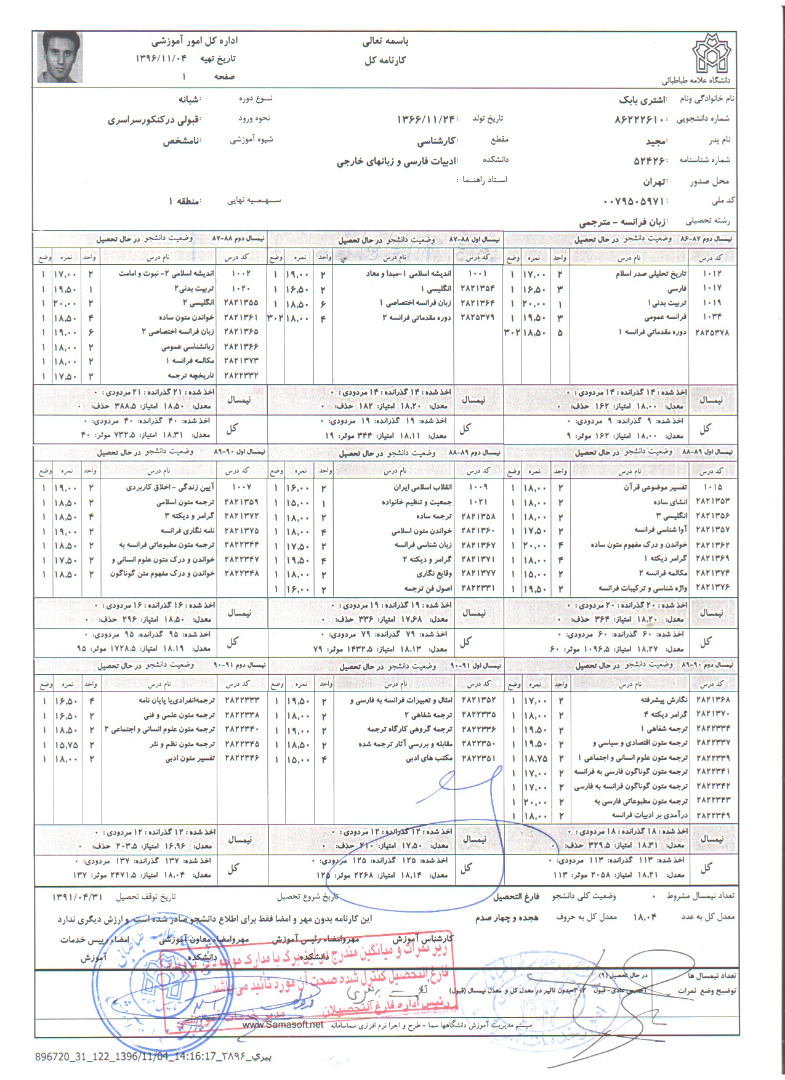 باسمه تعالی
کارنامه کل
اداره کل امور آموزشی
تاریخ تهیه ۱۳۹۶/۱۱/۰۴
صفحه ۱
دانشگاه علامه طباطبائی
نام خانوادگی ونام :اشتری بابک نوع دوره :شبانه
شماره دانشجویی :۸۶۲۲۲۶۱۰ تاریخ تولد :۱۳۶۶/۱۱/۲۴ نحوه ورود :قبولی درکنکورسراسری
نام پدر :مجید مقطع :کارشناسی شیوه آموزشی :نامشخص
شماره شناسنامه :۵۲۴۲۶ دانشکده :ادبیات فارسی و زبانهای خارجی
محل صدور :تهران استاد راهنما :
کد ملی :۰۰۷۹۵۰۵۹۷۱ سهمیه نهایی :منطقه ۱
رشته تحصیلی :زبان فرانسه - مترجمی
نیمسال دوم ۸۷-۸۶ وضعیت دانشجو در حال تحصیل
کد درس نام درس واحد نمره وضع
۱۰۱۲ تاریخ تحلیلی صدر اسلام ۲ ۱۷,۰۰ ۱
۱۰۱۷ فارسی ۳ ۱۶,۵۰ ۱
۱۰۱۹ تربیت بدنی ۱ ۱ ۲۰,۰۰ ۱
۱۰۳۴ فرانسه عمومی ۳ ۱۹,۵۰ ۱
۲۸۲۵۳۷۸ دوره مقدماتی فرانسه ۱ ۵ ۱۸,۵۰ ۳۰۲
نیمسال اخذ شده: ۱۴ گذرانده: ۱۴ مردودی: ۰
معدل: ۱۸,۰۰ امتیاز: ۱۶۲ حذف: ۰
کل اخذ شده: ۹ گذرانده: ۹ مردودی: ۰
معدل: ۱۸,۰۰ امتیاز: ۱۶۲ موثر: ۹
نیمسال اول ۸۸-۸۷ وضعیت دانشجو در حال تحصیل
کد درس نام درس واحد نمره وضع
۱۰۰۱ اندیشه اسلامی ۱-مبدا و معاد ۲ ۱۹,۰۰ ۱
۲۸۲۱۳۵۴ انگلیسی ۱ ۲ ۱۶,۵۰ ۱
۲۸۲۱۳۶۴ زبان فرانسه اختصاصی ۱ ۶ ۱۸,۵۰ ۱
۲۸۲۵۳۷۹ دوره مقدماتی فرانسه ۲ ۴ ۱۸,۰۰ ۳۰۲
نیمسال اخذ شده: ۱۴ گذرانده: ۱۴ مردودی: ۰
معدل: ۱۸,۲۰ امتیاز: ۱۸۲ حذف: ۰
کل اخذ شده: ۱۹ گذرانده: ۱۹ مردودی: ۰
معدل: ۱۸,۱۱ امتیاز: ۳۴۴ موثر: ۱۹
نیمسال دوم ۸۸-۸۷ وضعیت دانشجو در حال تحصیل
کد درس نام درس واحد نمره وضع
۱۰۰۲ اندیشه اسلامی ۲- نبوت و امامت ۲ ۱۷,۰۰ ۱
۱۰۲۰ تربیت بدنی ۲ ۱ ۱۹,۵۰ ۱
۲۸۲۱۳۵۵ انگلیسی ۲ ۲ ۲۰,۰۰ ۱
۲۸۲۱۳۶۱ خواندن متون ساده ۴ ۱۸,۵۰ ۱
۲۸۲۱۳۶۵ زبان فرانسه اختصاصی ۲ ۶ ۱۹,۰۰ ۱
۲۸۲۱۳۶۶ زبانشناسی عمومی ۲ ۱۸,۰۰ ۱
۲۸۲۱۳۷۳ مکالمه فرانسه ۱ ۲ ۱۸,۰۰ ۱
۲۸۲۲۳۳۲ تاریخچه ترجمه ۲ ۱۷,۵۰ ۱
نیمسال اخذ شده: ۲۱ گذرانده: ۲۱ مردودی: ۰
معدل: ۱۸,۵۰ امتیاز: ۳۸۸,۵ حذف: ۰
کل اخذ شده: ۴۰ گذرانده: ۴۰ مردودی: ۰
معدل: ۱۸,۳۱ امتیاز: ۷۳۲,۵ موثر: ۴۰
نیمسال اول ۸۹-۸۸ وضعیت دانشجو در حال تحصیل
کد درس نام درس واحد نمره وضع
۱۰۱۵ تفسیر موضوعی قرآن ۲ ۱۸,۰۰ ۱
۲۸۲۱۳۵۳ انشای ساده ۲ ۱۸,۰۰ ۱
۲۸۲۱۳۵۶ انگلیسی ۳ ۲ ۱۸,۰۰ ۱
۲۸۲۱۳۵۷ آوا شناسی فرانسه ۲ ۱۷,۵۰ ۱
۲۸۲۱۳۶۲ خواندن و درک مفهوم متون ساده ۴ ۲۰,۰۰ ۱
۲۸۲۱۳۶۹ گرامر دیکته ۱ ۴ ۱۸,۰۰ ۱
۲۸۲۱۳۷۴ مکالمه فرانسه ۲ ۲ ۱۵,۰۰ ۱
۲۸۲۱۳۷۶ واژه شناسی و ترکیبات فرانسه ۲ ۱۹,۵۰ ۱
نیمسال اخذ شده: ۲۰ گذرانده: ۲۰ مردودی: ۰
معدل: ۱۸,۲۰ امتیاز: ۳۶۴ حذف: ۰
کل اخذ شده: ۶۰ گذرانده: ۶۰ مردودی: ۰
معدل: ۱۸,۲۷ امتیاز: ۱۰۹۶,۵ موثر: ۶۰
نیمسال دوم ۸۹-۸۸ وضعیت دانشجو در حال تحصیل
کد درس نام درس واحد نمره وضع
۱۰۰۹ انقلاب اسلامی ایران ۲ ۱۶,۰۰ ۱
۱۰۲۱ جمعیت و تنظیم خانواده ۱ ۱۵,۰۰ ۱
۲۸۲۱۳۵۸ ترجمه ساده ۲ ۱۸,۰۰ ۱
۲۸۲۱۳۶۰ خواندن متون اسلامی ۴ ۱۸,۰۰ ۱
۲۸۲۱۳۶۷ زبان شناسی فرانسه ۲ ۱۷,۵۰ ۱
۲۸۲۱۳۷۱ گرامر و دیکته ۲ ۴ ۱۹,۵۰ ۱
۲۸۲۱۳۷۷ وقایع نگاری ۲ ۱۸,۰۰ ۱
۲۸۲۲۳۳۱ اصول فن ترجمه ۲ ۱۶,۰۰ ۱
نیمسال اخذ شده: ۱۹ گذرانده: ۱۹ مردودی: ۰
معدل: ۱۷,۶۸ امتیاز: ۳۳۶ حذف: ۰
کل اخذ شده: ۷۹ گذرانده: ۷۹ مردودی: ۰
معدل: ۱۸,۱۳ امتیاز: ۱۴۳۲,۵ موثر: ۷۹
نیمسال اول ۹۰-۸۹ وضعیت دانشجو در حال تحصیل
کد درس نام درس واحد نمره وضع
۱۰۰۷ آیین زندگی - اخلاق کاربردی ۲ ۱۹,۰۰ ۱
۲۸۲۱۳۵۹ ترجمه متون اسلامی ۲ ۱۸,۵۰ ۱
۲۸۲۱۳۷۲ گرامر و دیکته ۳ ۴ ۱۸,۵۰ ۱
۲۸۲۱۳۷۵ نامه نگاری فرانسه ۲ ۱۹,۰۰ ۱
۲۸۲۲۳۴۴ ترجمه متون مطبوعاتی فرانسه به ۲ ۱۸,۵۰ ۱
۲۸۲۲۳۴۷ خواندن و درک متون علوم انسانی و ۲ ۱۷,۵۰ ۱
۲۸۲۲۳۴۸ خواندن و درک مفهوم متن گوناگون ۲ ۱۸,۵۰ ۱
نیمسال اخذ شده: ۱۶ گذرانده: ۱۶ مردودی: ۰
معدل: ۱۸,۵۰ امتیاز: ۲۹۶ حذف: ۰
کل اخذ شده: ۹۵ گذرانده: ۹۵ مردودی: ۰
معدل: ۱۸,۱۹ امتیاز: ۱۷۲۸,۵ موثر: ۹۵
نیمسال دوم ۹۰-۸۹ وضعیت دانشجو در حال تحصیل
کد درس نام درس واحد نمره وضع
۲۸۲۱۳۶۸ نگارش پیشرفته ۲ ۱۷,۰۰ ۱
۲۸۲۱۳۷۰ گرامر دیکته ۴ ۲ ۱۸,۰۰ ۱
۲۸۲۲۳۳۴ ترجمه شفاهی ۱ ۲ ۱۹,۵۰ ۱
۲۸۲۲۳۳۷ ترجمه متون اقتصادی و سیاسی و ۲ ۱۹,۵۰ ۱
۲۸۲۲۳۳۹ ترجمه متون علوم انسانی و اجتماعی ۱ ۲ ۱۸,۷۵ ۱
۲۸۲۲۳۴۱ ترجمه متون گوناگون فارسی به فرانسه ۲ ۱۷,۰۰ ۱
۲۸۲۲۳۴۲ ترجمه متون گوناگون فرانسه به فارسی ۲ ۱۷,۰۰ ۱
۲۸۲۲۳۴۳ ترجمه متون مطبوعاتی فارسی به ۲ ۲۰,۰۰ ۱
۲۸۲۲۳۴۹ درآمدی بر ادبیات فرانسه ۲ ۱۸,۰۰ ۱
نیمسال اخذ شده: ۱۸ گذرانده: ۱۸ مردودی: ۰
معدل: ۱۸,۳۱ امتیاز: ۳۲۹,۵ حذف: ۰
کل اخذ شده: ۱۱۳ گذرانده: ۱۱۳ مردودی: ۰
معدل: ۱۸,۲۱ امتیاز: ۲۰۵۸ موثر: ۱۱۳
نیمسال اول ۹۱-۹۰ وضعیت دانشجو در حال تحصیل
کد درس نام درس واحد نمره وضع
۲۸۲۱۳۵۲ امثال و تعبیرات فرانسه به فارسی و ۲ ۱۹,۵۰ ۱
۲۸۲۲۳۳۵ ترجمه شفاهی ۲ ۲ ۱۸,۰۰ ۱
۲۸۲۲۳۳۶ ترجمه گروهی کارگاه ترجمه ۲ ۱۹,۰۰ ۱
۲۸۲۲۳۵۰ مقابله و بررسی آثار ترجمه شده ۲ ۱۸,۵۰ ۱
۲۸۲۲۳۵۱ مکتب های ادبی ۴ ۱۵,۰۰ ۱
نیمسال اخذ شده: ۱۲ گذرانده: ۱۲ مردودی: ۰
معدل: ۱۷,۵۰ امتیاز: ۲۱۰ حذف: ۰
کل اخذ شده: ۱۲۵ گذرانده: ۱۲۵ مردودی: ۰
معدل: ۱۸,۱۴ امتیاز: ۲۲۶۸ موثر: ۱۲۵
نیمسال دوم ۹۱-۹۰ وضعیت دانشجو در حال تحصیل
کد درس نام درس واحد نمره وضع
۲۸۲۲۳۳۳ ترجمه انفرادی یا پایان نامه ۴ ۱۶,۵۰ ۱
۲۸۲۲۳۳۸ ترجمه متون علمی و فنی ۲ ۱۶,۵۰ ۱
۲۸۲۲۳۴۰ ترجمه متون علوم انسانی و اجتماعی ۲ ۲ ۱۸,۵۰ ۱
۲۸۲۲۳۴۵ ترجمه متون نظم و نثر ۲ ۱۵,۷۵ ۱
۲۸۲۲۳۴۶ تفسیر متون ادبی ۲ ۱۸,۰۰ ۱
نیمسال اخذ شده: ۱۲ گذرانده: ۱۲ مردودی: ۰
معدل: ۱۶,۹۶ امتیاز: ۲۰۳,۵ حذف: ۰
کل اخذ شده: ۱۳۷ گذرانده: ۱۳۷ مردودی: ۰
معدل: ۱۸,۰۴ امتیاز: ۲۴۷۱,۵ موثر: ۱۳۷
تعداد نیمسال مشروط ۰ وضعیت کلی دانشجو فارغ التحصیل تاریخ شروع تحصیل تاریخ توقف تحصیل ۱۳۹۱/۰۴/۳۱
معدل کل به عدد ۱۸,۰۴ معدل کل به حروف هجده و چهار صدم این کارنامه بدون مهر و امضا فقط برای اطلاع دانشجو صادر شده است و ارزش دیگری ندارد
کارشناس آموزش مهروامضاء رئیس آموزش دانشکده مهروامضاء معاون آموزشی دانشکده امضاء رییس خدمات آموزش
ریز نمرات و میانگین مندرج در این برگ با مدارک موجود در پرونده
فارغ التحصیل کنترل شده صحت آن مورد تائید می باشد
رئیس اداره فارغ التحصیلان
تعداد نیمسال ها در حال تحصیل (۹)
توضیح وضع نمرات
سیستم مدیریت آموزش دانشگاهها سما - طرح و اجرا نرم افزاری سماسامانه www.Samasoft.net
896720_31_122_1396/11/04_14:16:17_۳۸۹۶_پیری